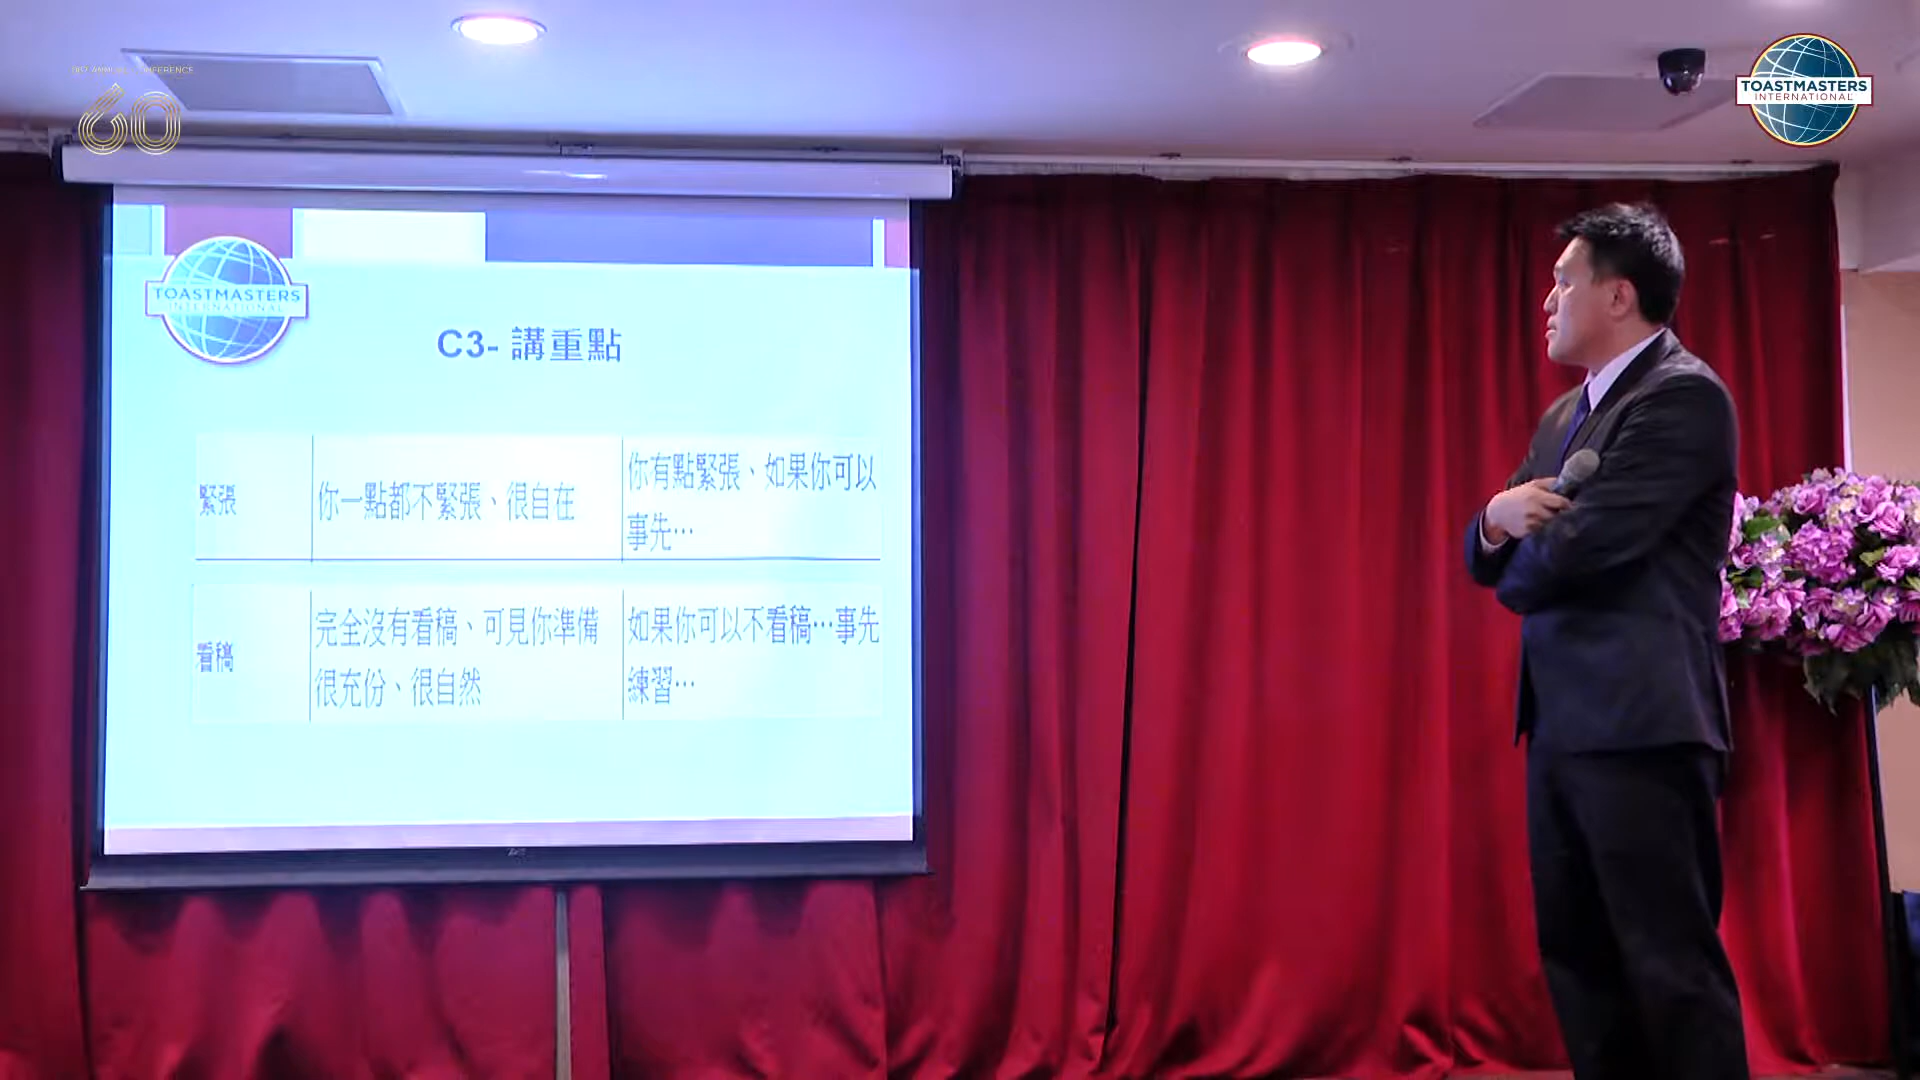 60
TOASTMASTERS
INTERNATIONAL
TOASTMASTERS
INTERNATIONAL
C3- 講重點
緊張
你一點都不緊張、很自在
你有點緊張、如果你可以
事先…
看稿
完全沒有看稿、可見你準備
很充份、很自然
如果你可以不看稿…事先
練習…